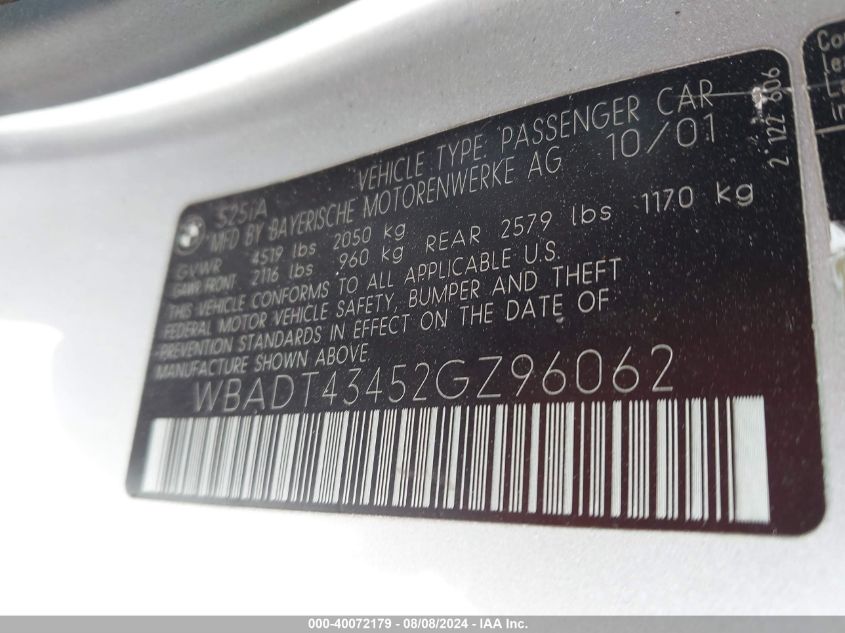 525iA VEHICLE TYPE PASSENGER CAR
MFD BY BAYERISCHE MOTORENWERKE AG 10/01
GVWR 4519 lbs 2050 kg
GAWR FRONT: 2116 lbs 960 kg REAR 2579 lbs 1170 kg
THIS VEHICLE CONFORMS TO ALL APPLICABLE U.S.
FEDERAL MOTOR VEHICLE SAFETY, BUMPER AND THEFT
PREVENTION STANDARDS IN EFFECT ON THE DATE OF
MANUFACTURE SHOWN ABOVE.
WBADT43452GZ96062
000-40072179 - 08/08/2024 - IAA Inc.